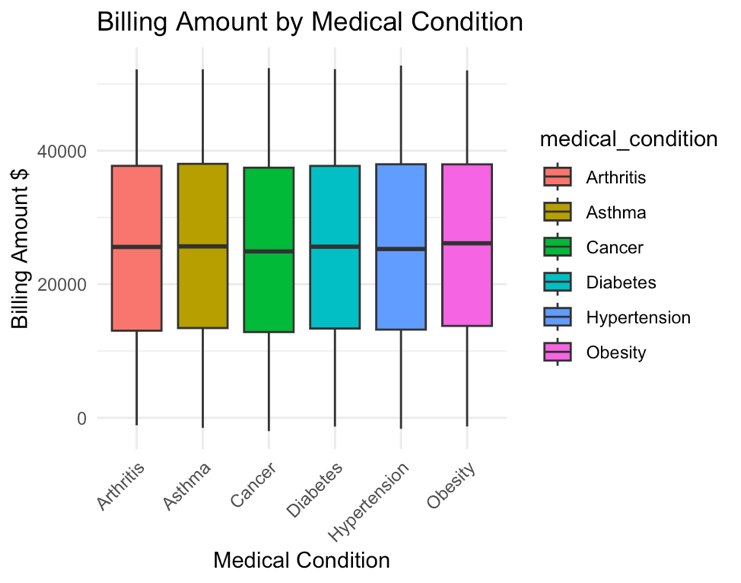 Billing Amount by Medical Condition
Billing Amount $
40000
20000
0
Arthritis
Asthma
Cancer
Diabetes
Hypertension
Obesity
Medical Condition
medical_condition
Arthritis
Asthma
Cancer
Diabetes
Hypertension
Obesity